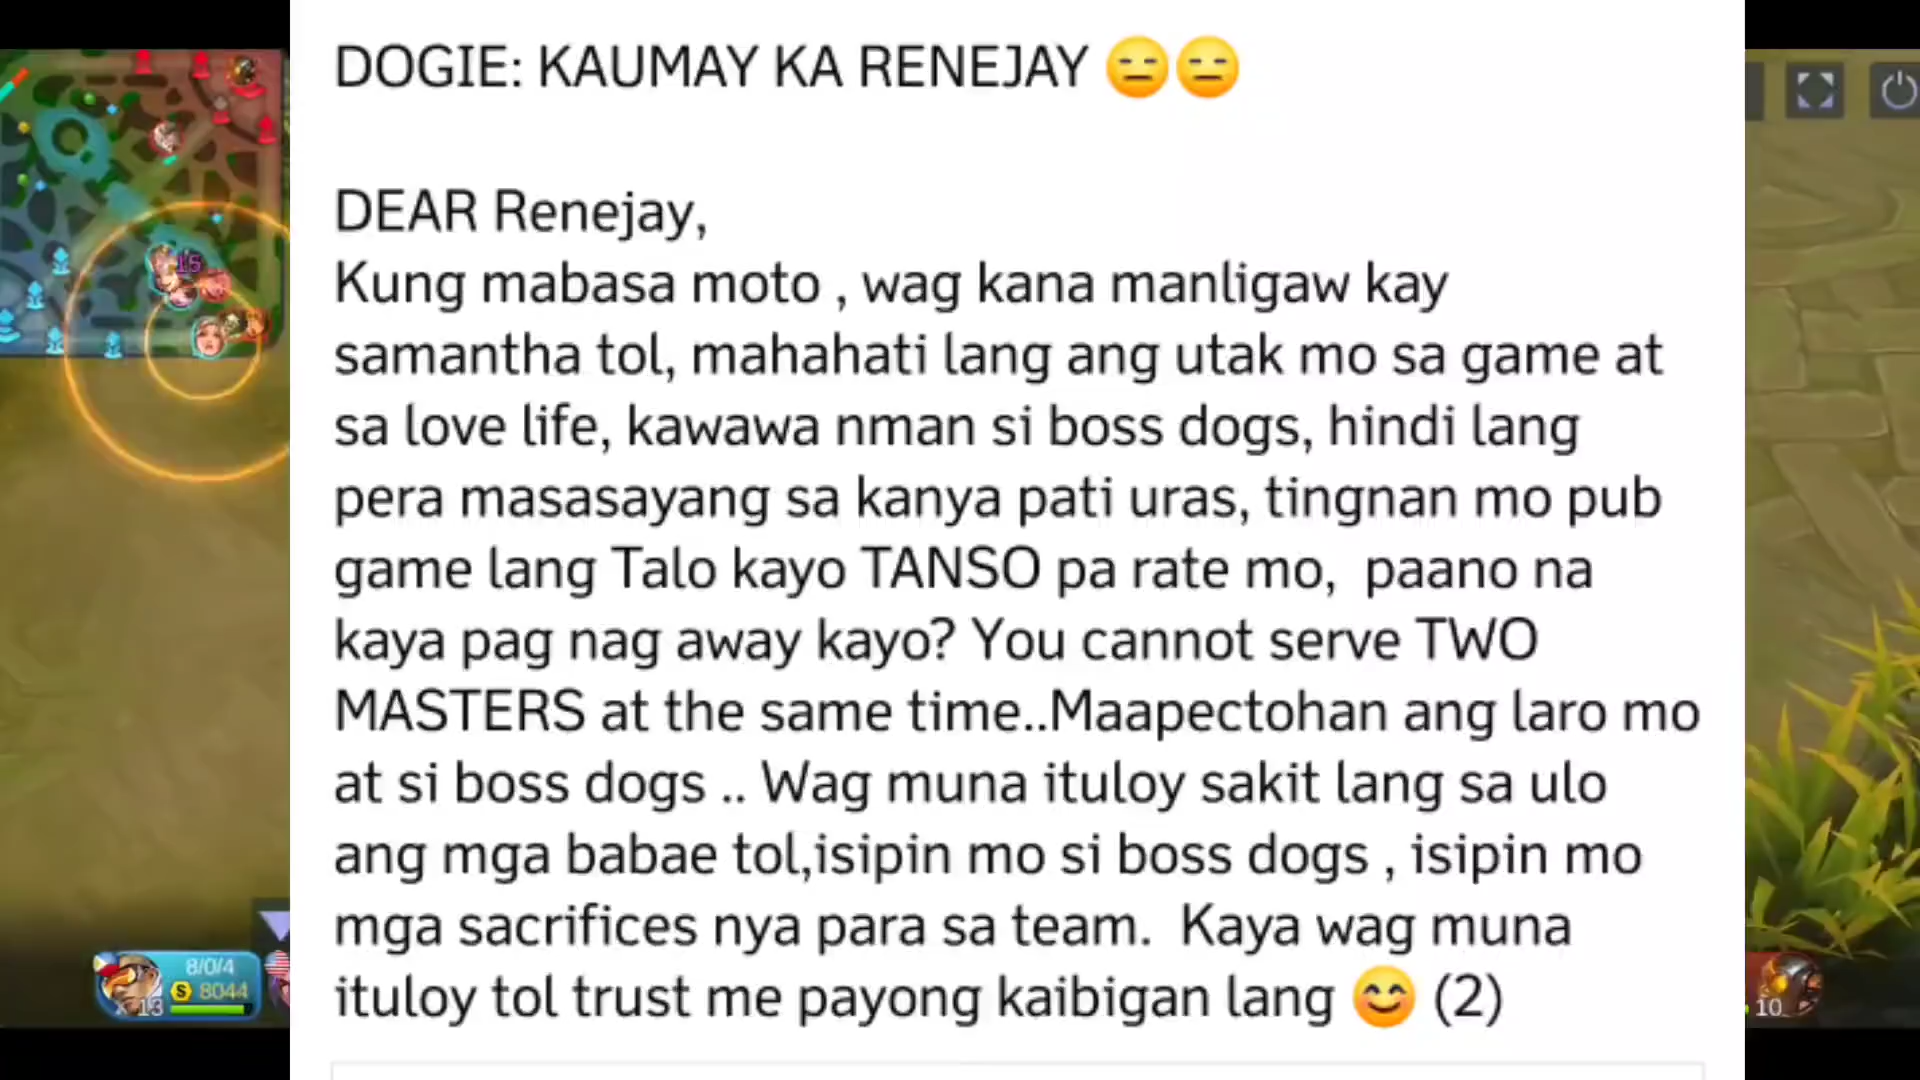 DOGIE: KAUMAY KA RENEJAY 😑😑
DEAR Renejay,
Kung mabasa moto , wag kana manligaw kay
samantha tol, mahahati lang ang utak mo sa game at
sa love life, kawawa nman si boss dogs, hindi lang
pera masasayang sa kanya pati uras, tingnan mo pub
game lang Talo kayo TANSO pa rate mo,  paano na
kaya pag nag away kayo? You cannot serve TWO
MASTERS at the same time..Maapectohan ang laro mo
at si boss dogs .. Wag muna ituloy sakit lang sa ulo
ang mga babae tol,isipin mo si boss dogs , isipin mo
mga sacrifices nya para sa team.  Kaya wag muna
ituloy tol trust me payong kaibigan lang 😊 (2)
15
8/0/4
S 8044
13
10